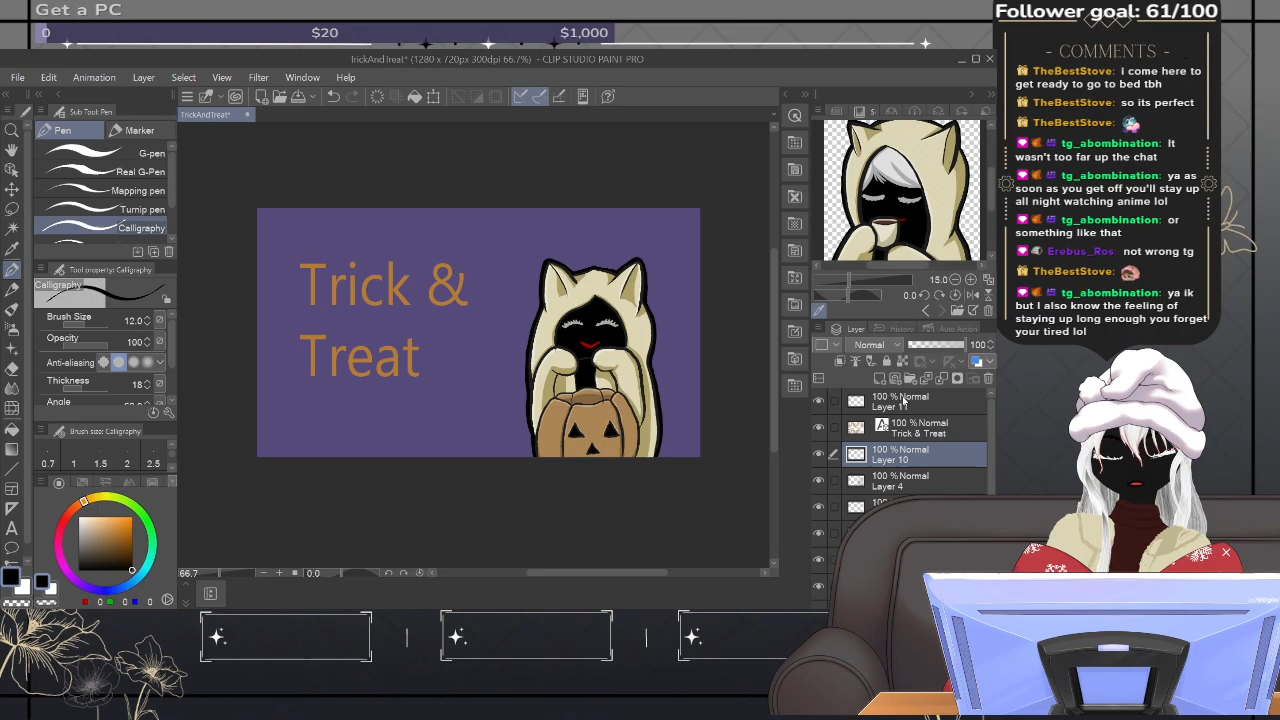 Get a PC
0 $20 $1,000
Follower goal: 61/100
TrickAndTreat* (1280 x 720px 300dpi 66.7%) - CLIP STUDIO PAINT PRO
File Edit Animation Layer Select View Filter Window Help
Sub Tool Pen
TrickAndTreat*
Pen Marker
G-pen
Real G-Pen
Mapping pen
Turnip pen
Calligraphy
Tool property: Calligraphy
Calligraphy
Brush Size 12.0
Opacity 100
Anti-aliasing
Thickness 18
Angle
Brush size: Calligraphy
0.7 1 1.5 2 2.5
0 0 0
Trick &
Treat
66.7 0.0
15.0
0.0
Layer History Auto Action
Normal 100
100 % Normal
Layer 11
100 % Normal
Trick & Treat
100 % Normal
Layer 10
100 % Normal
Layer 4
100
- COMMENTS -
TheBestStove: i come here to
get ready to go to bed tbh
TheBestStove: so its perfect
TheBestStove:
tg_abombination: It
wasn't too far up the chat
tg_abombination: ya as
soon as you get off you'll stay up
all night watching anime lol
tg_abombination: or
something like that
Erebus_Ros: not wrong tg
TheBestStove:
tg_abombination: ya ik
but I also know the feeling of
staying up long enough you forget
your tired lol